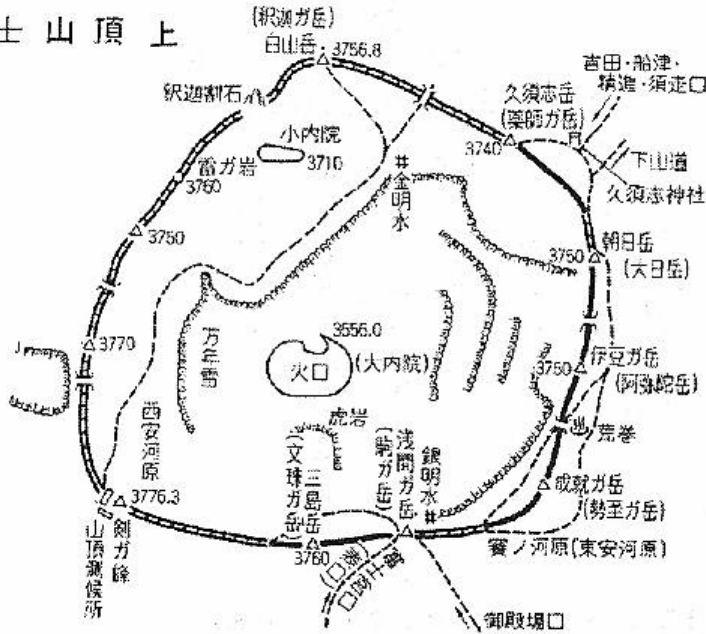 士山頂上
(釈迦ガ岳)
白山岳
3756.8
釈迦割石
小内院
3710
雷ガ岩
3760
3750
3770
吉田・船津・
精進・須走口
久須志岳
(薬師ガ岳)
3740
下山道
久須志神社
金明水
朝日岳
3750
(大日岳)
万年雪
3556.0
火口
(大内院)
伊豆ガ岳
3750
(阿弥陀岳)
荒巻
西安河原
虎岩
三島岳
(文珠ガ岳)
3760
浅間ガ岳
(駒ガ岳)
銀明水
成就ガ岳
(勢至ガ岳)
賽ノ河原(東安河原)
3776.3
剣ガ峰
山頂測候所
富士宮口
御殿場口